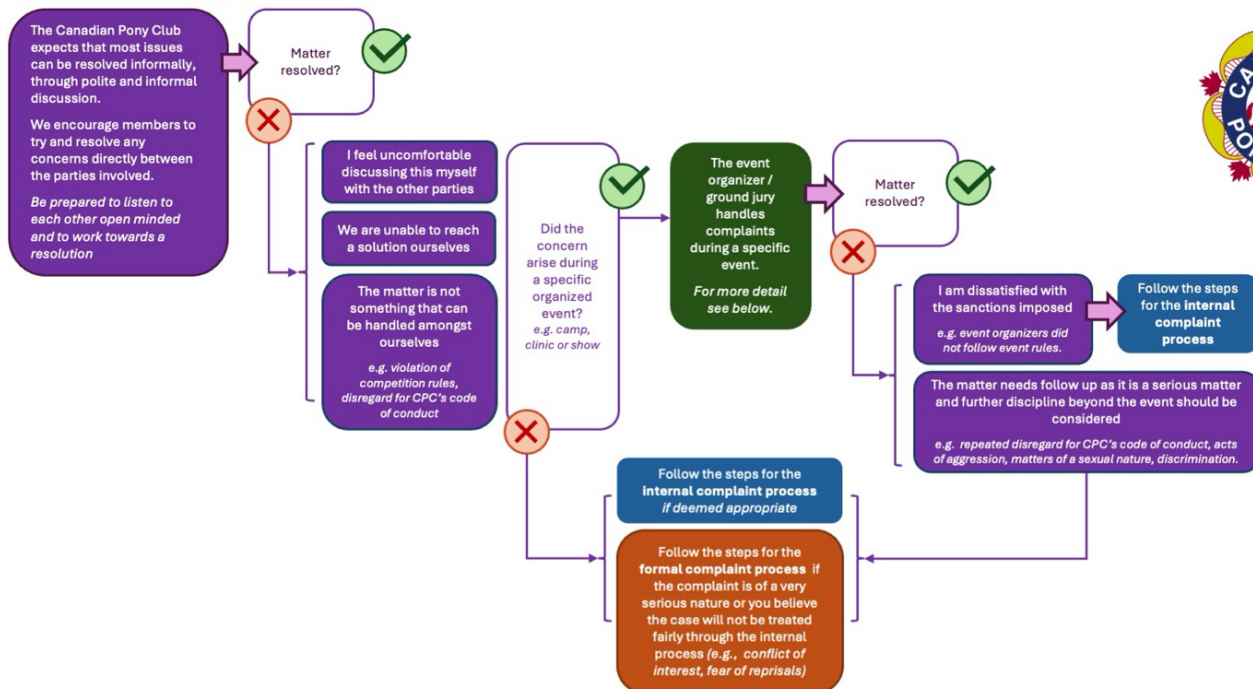 The Canadian Pony Club
expects that most issues
can be resolved informally,
through polite and informal
discussion.
We encourage members to
try and resolve any
concerns directly between
the parties involved.
Be prepared to listen to
each other open minded
and to work towards a
resolution
Matter
resolved?
I feel uncomfortable
discussing this myself
with the other parties
We are unable to reach
a solution ourselves
The matter is not
something that can
be handled amongst
ourselves
e.g. violation of
competition rules,
disregard for CPC's code
of conduct
Did the
concern
arise during
a specific
organized
event?
e.g. camp,
clinic or show
The event
organizer /
ground jury
handles
complaints
during a specific
event.
For more detail
see below.
Matter
resolved?
I am dissatisfied with
the sanctions imposed
e.g. event organizers did
not follow event rules.
Follow the steps
for the internal
complaint
process
The matter needs follow up as it is a serious matter
and further discipline beyond the event should be
considered
e.g. repeated disregard for CPC's code of conduct, acts
of aggression, matters of a sexual nature, discrimination.
Follow the steps for the
internal complaint process
if deemed appropriate
Follow the steps for the
formal complaint process if
the complaint is of a very
serious nature or you believe
the case will not be treated
fairly through the internal
process (e.g., conflict of
interest, fear of reprisals)